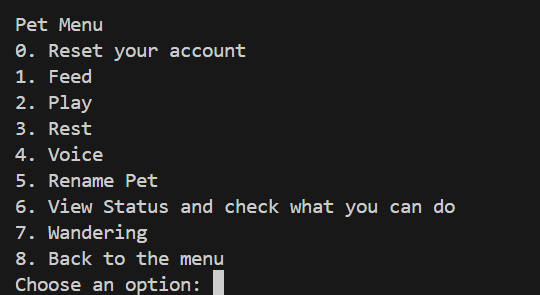 Pet Menu
0. Reset your account
1. Feed
2. Play
3. Rest
4. Voice
5. Rename Pet
6. View Status and check what you can do
7. Wandering
8. Back to the menu
Choose an option: